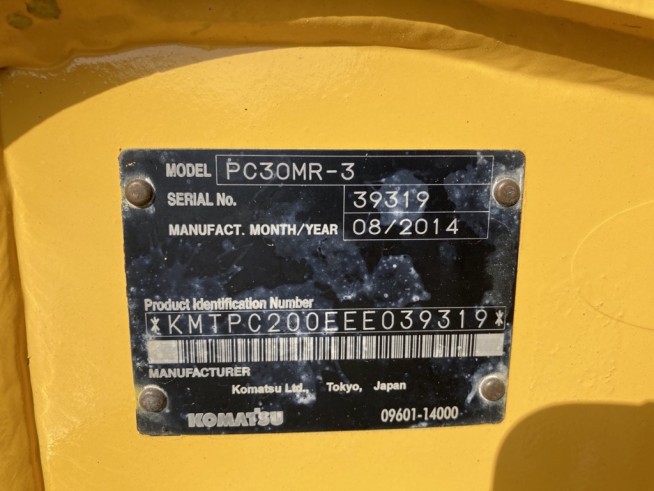 MODEL PC30MR-3
SERIAL No. 39319
MANUFACT. MONTH/YEAR 08/2014
Product Identification Number
*KMTPC200EEE039319*
MANUFACTURER
Komatsu Ltd., Tokyo, Japan
KOMATSU 09601-14000